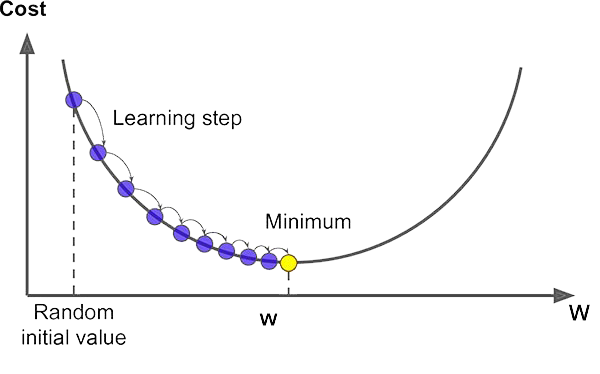 Cost
Learning step
Minimum
Random
initial value
w
W